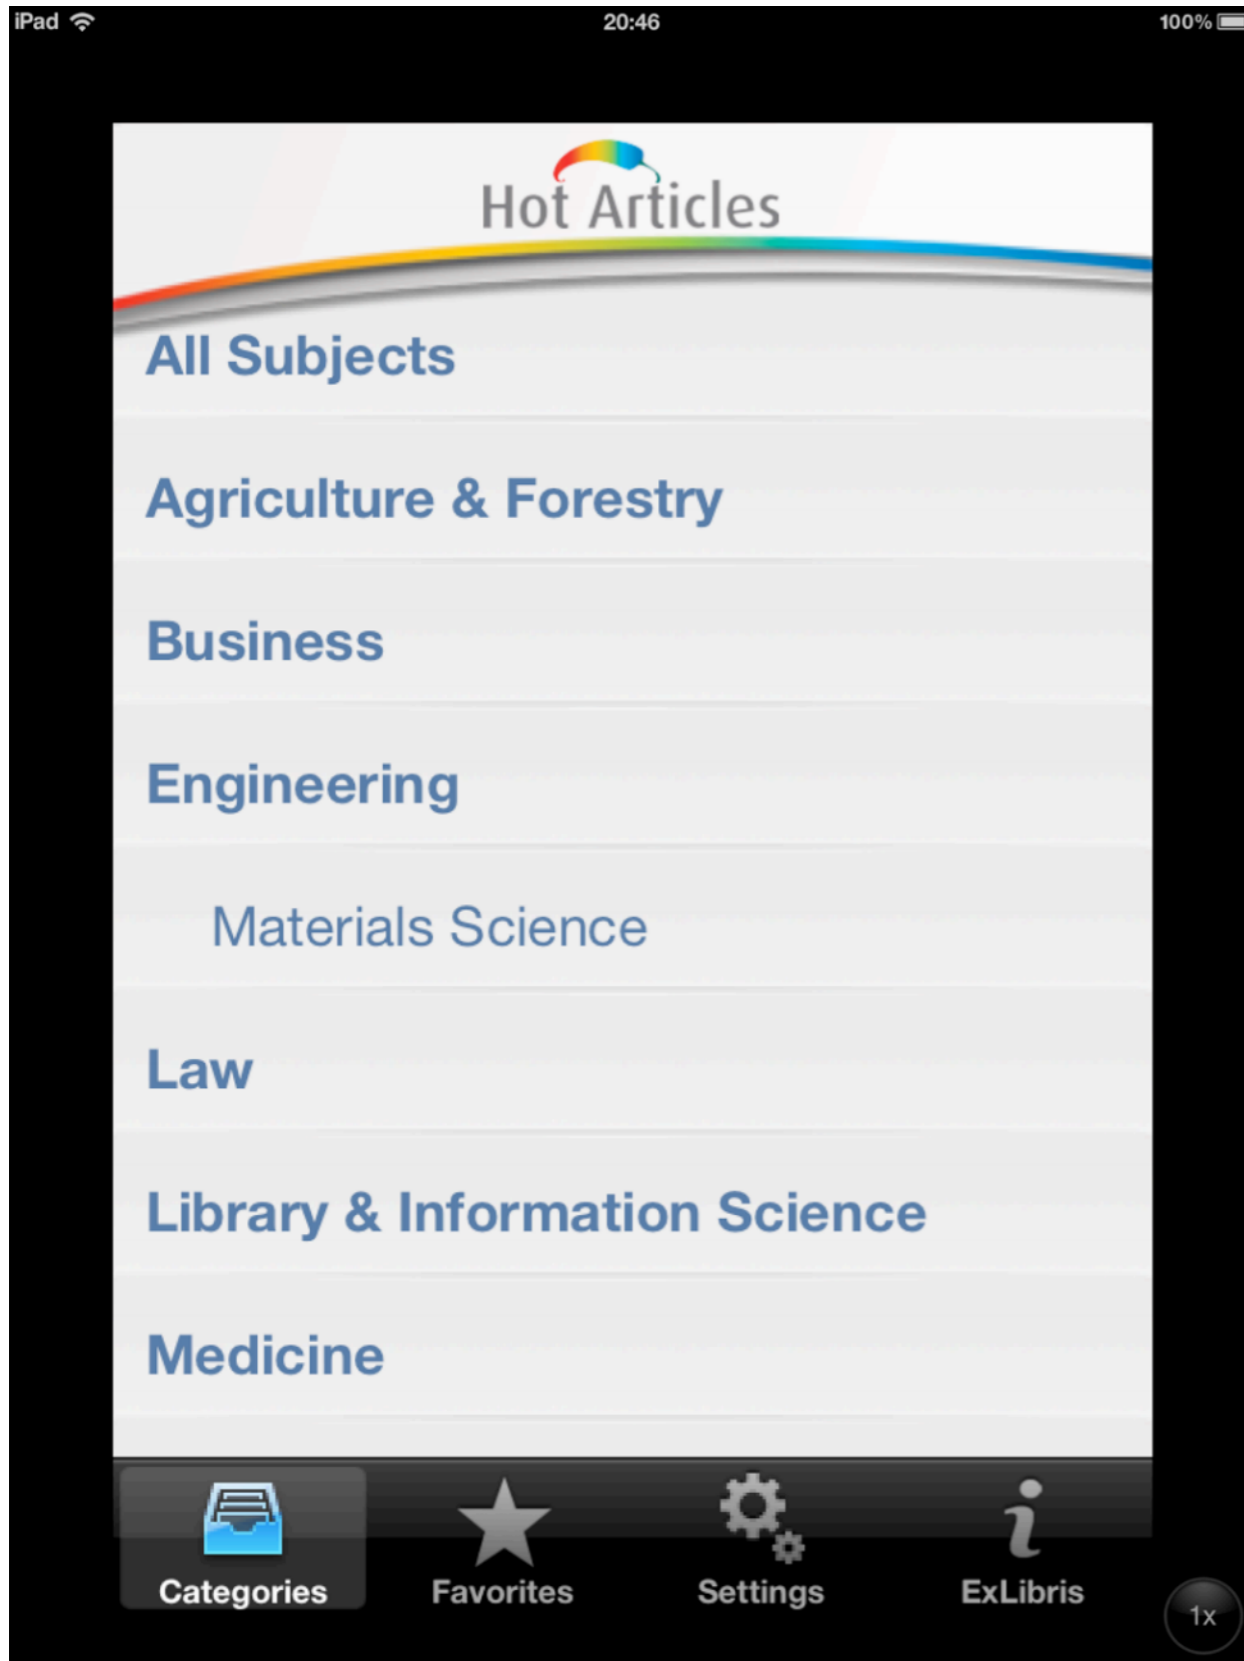 iPad 20:46 100%
Hot Articles
All Subjects
Agriculture & Forestry
Business
Engineering
Materials Science
Law
Library & Information Science
Medicine
Categories Favorites Settings ExLibris
1x